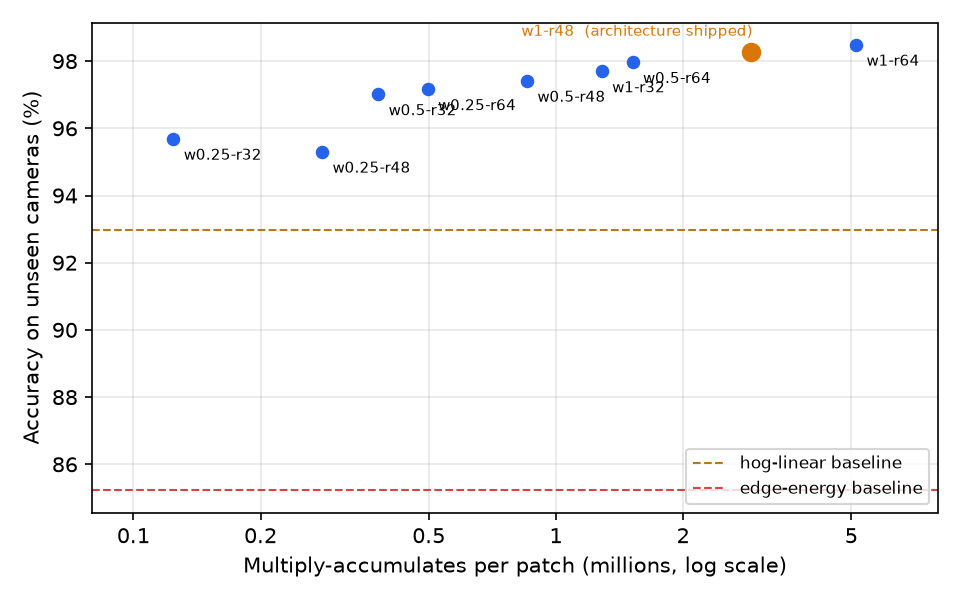 w1-r48  (architecture shipped)
98
w1-r64
w0.5-r64
w1-r32
w0.5-r48
w0.25-r64
w0.5-r32
96
w0.25-r32
w0.25-r48
94
92
90
88
86
hog-linear baseline
edge-energy baseline
0.1 0.2 0.5 1 2 5
Multiply-accumulates per patch (millions, log scale)
Accuracy on unseen cameras (%)